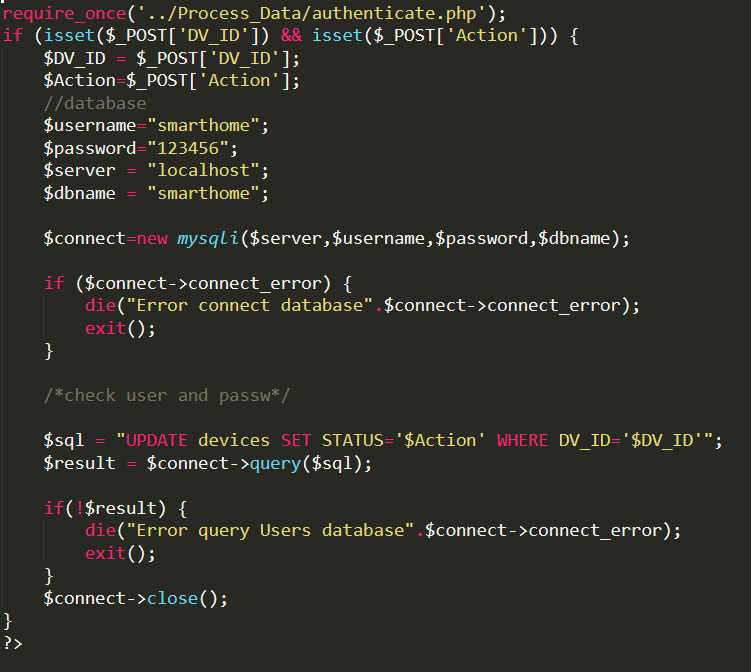 require_once('../Process_Data/authenticate.php');
if (isset($_POST['DV_ID']) && isset($_POST['Action'])) {
$DV_ID = $_POST['DV_ID'];
$Action=$_POST['Action'];
//database
$username="smarthome";
$password="123456";
$server = "localhost";
$dbname = "smarthome";
$connect=new mysqli($server,$username,$password,$dbname);
if ($connect->connect_error) {
die("Error connect database".$connect->connect_error);
exit();
}
/*check user and passw*/
$sql = "UPDATE devices SET STATUS='$Action' WHERE DV_ID='$DV_ID'";
$result = $connect->query($sql);
if(!$result) {
die("Error query Users database".$connect->connect_error);
exit();
}
$connect->close();
}
?>